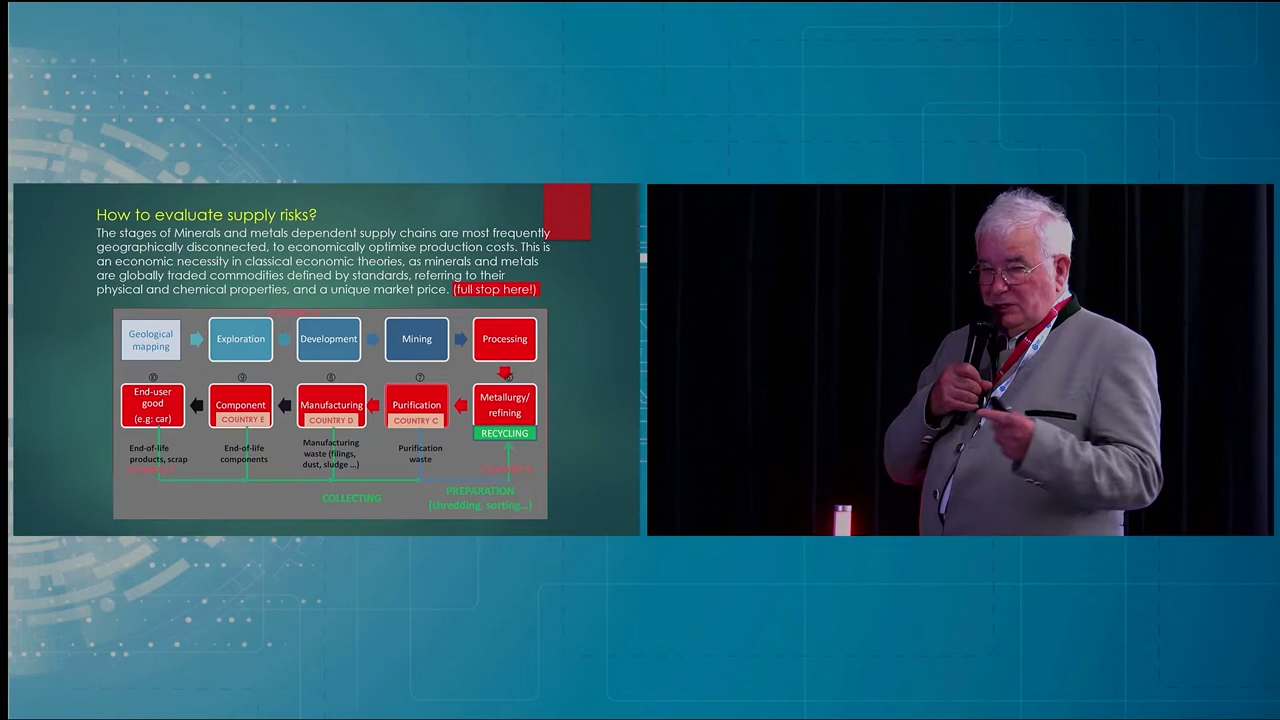 How to evaluate supply risks?
The stages of Minerals and metals dependent supply chains are most frequently
geographically disconnected, to economically optimise production costs. This is
an economic necessity in classical economic theories, as minerals and metals
are globally traded commodities defined by standards, referring to their
physical and chemical properties, and a unique market price. (full stop here!)
Geological
mapping
Exploration
Development
Mining
Processing
⑩
⑨
⑧
⑦
End-user
good
(e.g: car)
Component
COUNTRY E
Manufacturing
COUNTRY D
Purification
COUNTRY C
Metallurgy/
refining
RECYCLING
End-of-life
products, scrap
End-of-life
components
Manufacturing
waste (filings,
dust, sludge ...)
Purification
waste
COLLECTING
PREPARATION
(shredding, sorting...)